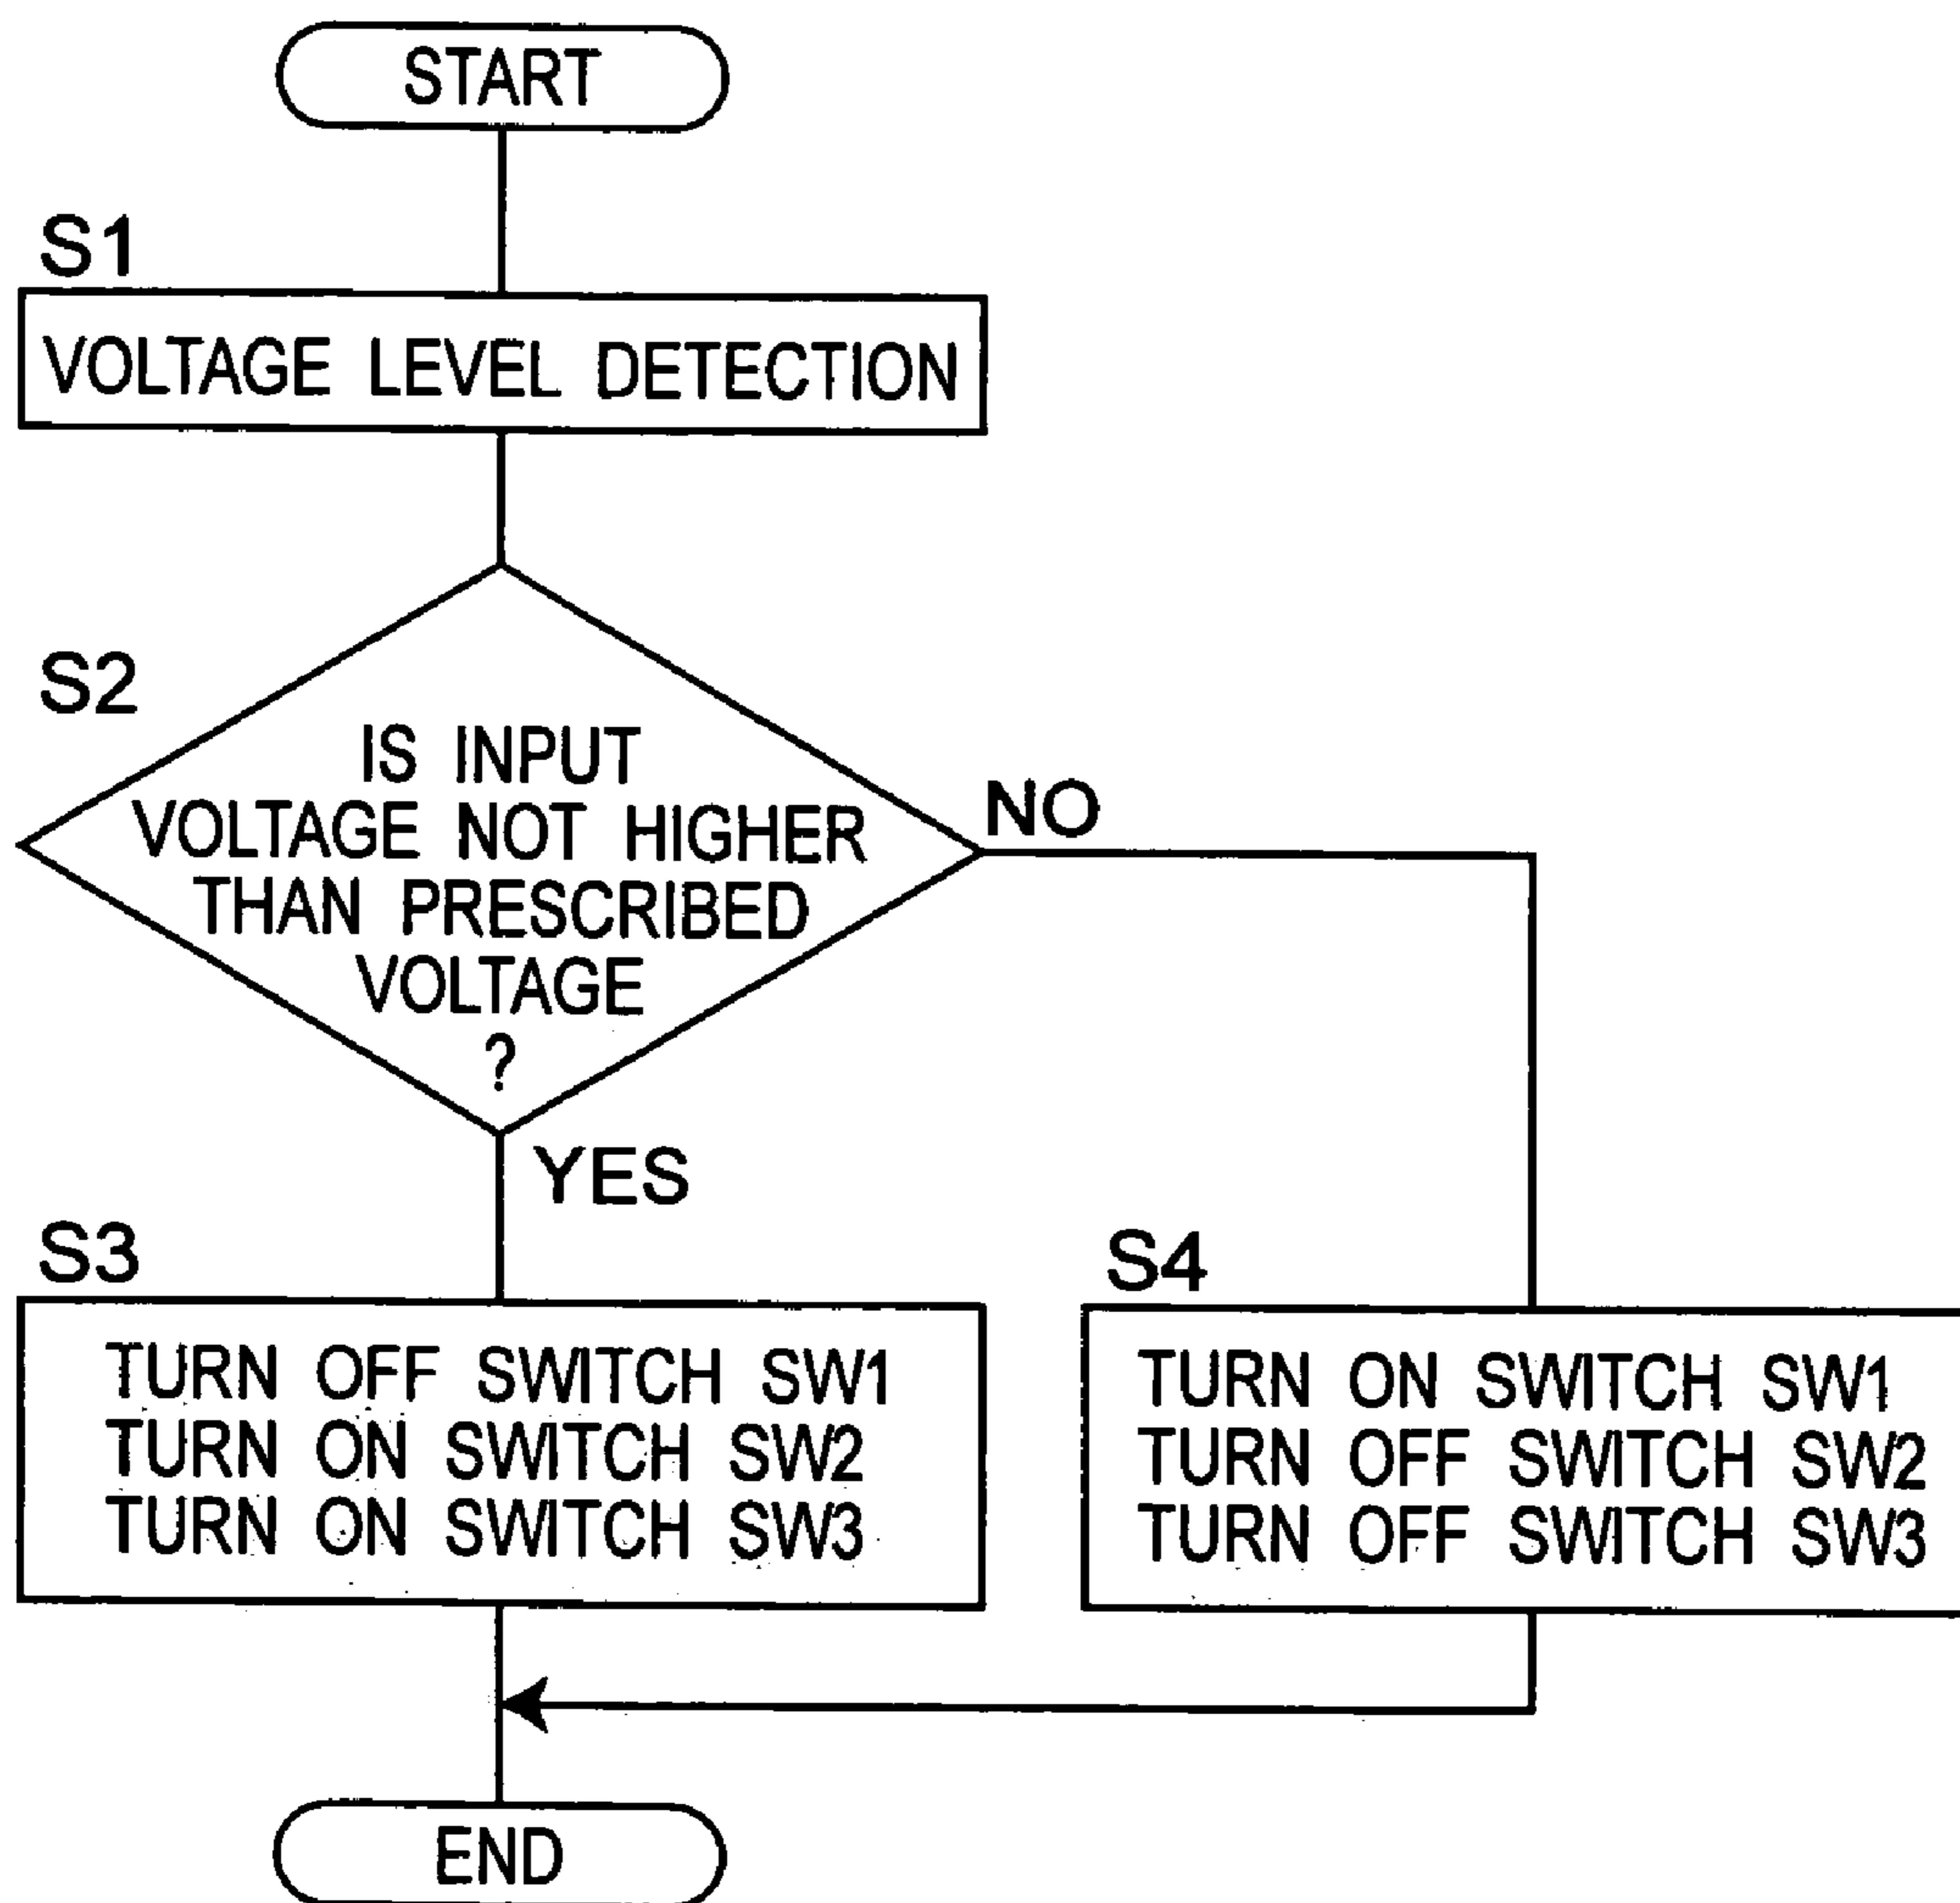 START
S1
VOLTAGE LEVEL DETECTION
S2
IS INPUT
VOLTAGE NOT HIGHER
THAN PRESCRIBED
VOLTAGE
?
NO
YES
S3
TURN OFF SWITCH SW1
TURN ON SWITCH SW2
TURN ON SWITCH SW3
S4
TURN ON SWITCH SW1
TURN OFF SWITCH SW2
TURN OFF SWITCH SW3
END